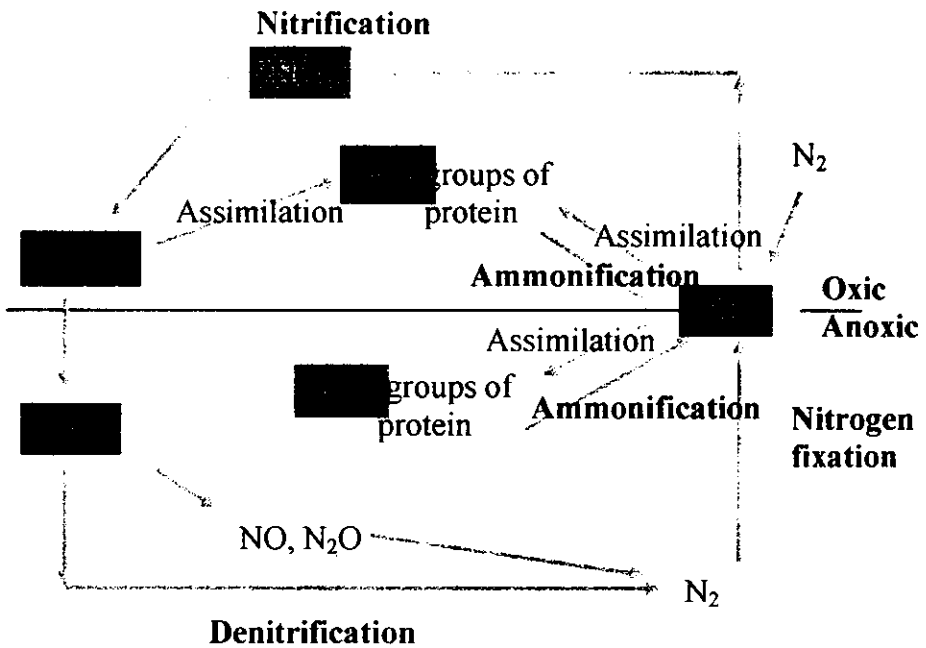 Nitrification
N₂
groups of
protein
Assimilation
Assimilation
Ammonification
Oxic
Anoxic
Assimilation
groups of
protein
Ammonification
Nitrogen
fixation
NO, N₂O
N₂
Denitrification